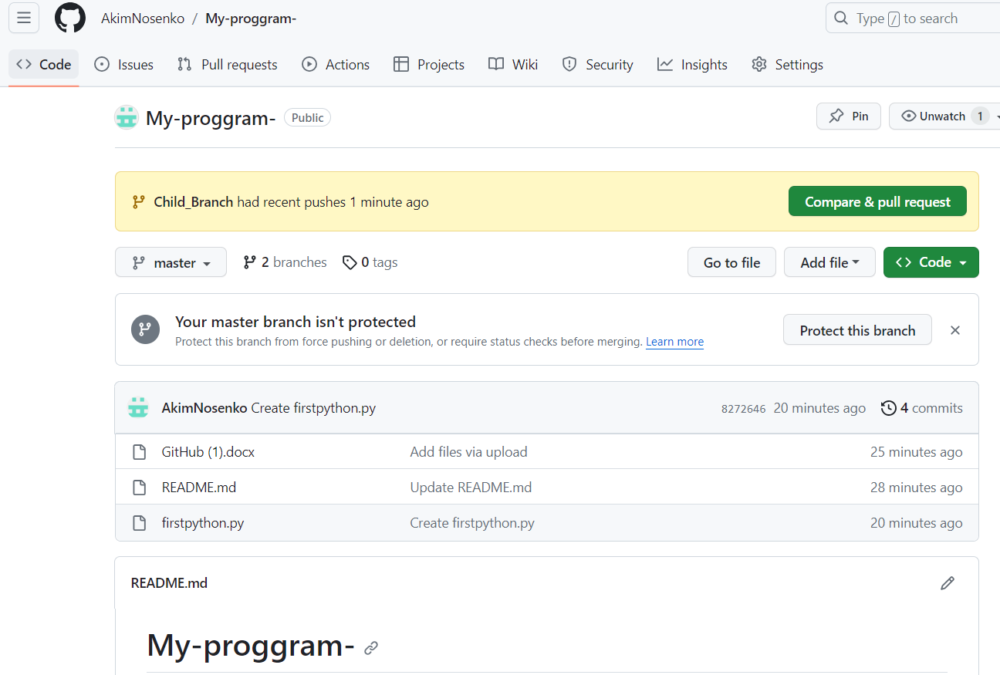 AkimNosenko / My-proggram-
Type / to search
Code Issues Pull requests Actions Projects Wiki Security Insights Settings
My-proggram- Public
Pin Unwatch 1
Child_Branch had recent pushes 1 minute ago
Compare & pull request
master 2 branches 0 tags
Go to file Add file Code
Your master branch isn't protected
Protect this branch from force pushing or deletion, or require status checks before merging. Learn more
Protect this branch
AkimNosenko Create firstpython.py 8272646 20 minutes ago 4 commits
GitHub (1).docx Add files via upload 25 minutes ago
README.md Update README.md 28 minutes ago
firstpython.py Create firstpython.py 20 minutes ago
README.md
My-proggram-